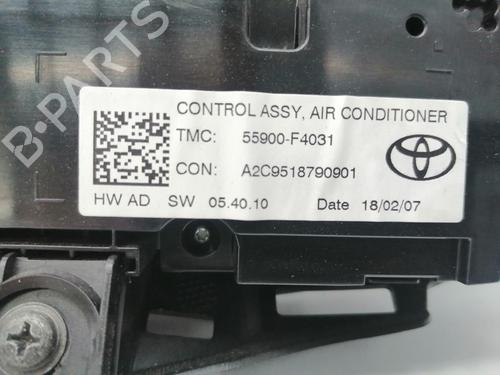 CONTROL ASSY, AIR CONDITIONER
TMC: 55900-F4031
CON: A2C9518790901
HW AD SW 05.40.10 Date 18/02/07
B-PARTS